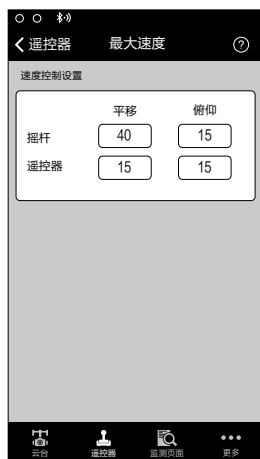 遥控器 最大速度 ?
速度控制设置
平移 俯仰
摇杆 40 15
遥控器 15 15
云台 遥控器 监测页面 更多